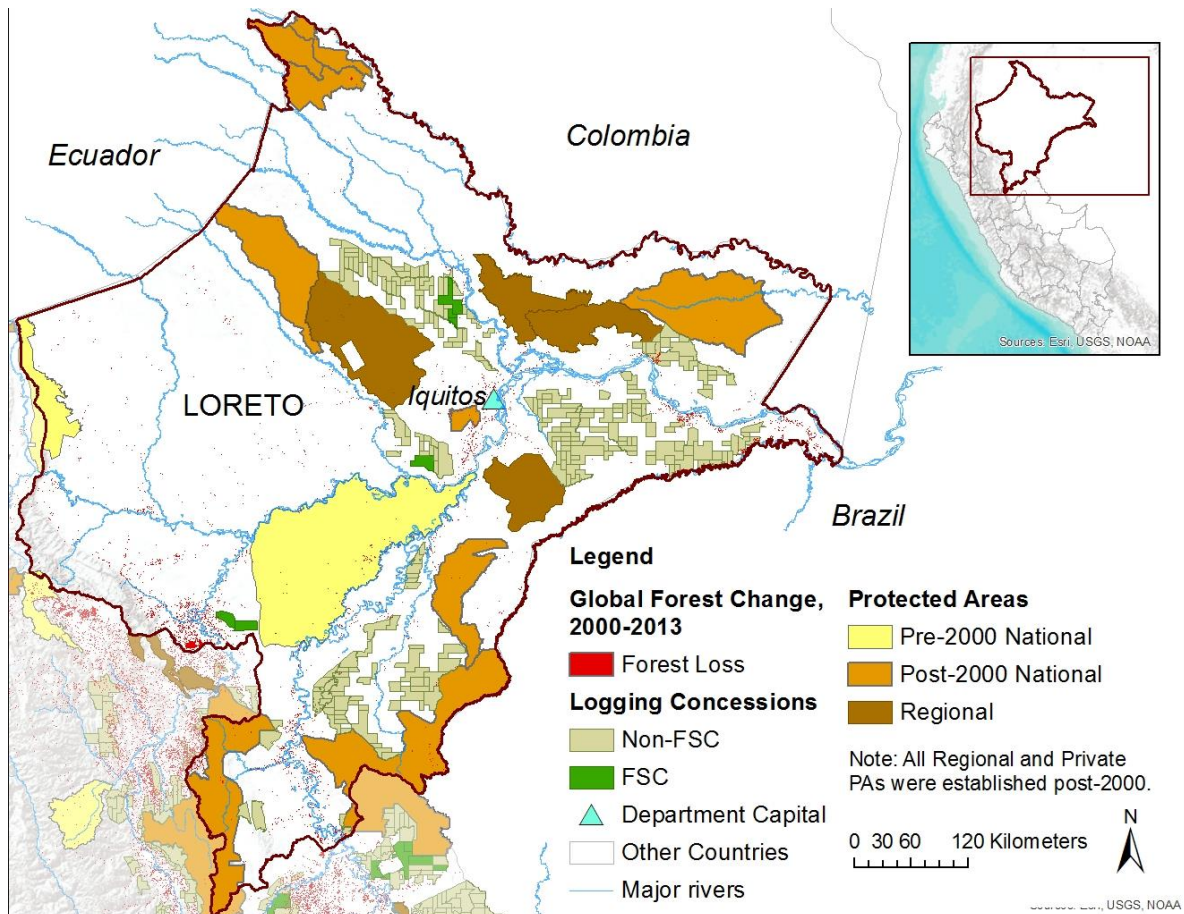 Ecuador
Colombia
Sources: Esri, USGS, NOAA
LORETO
Iquitos
Brazil
Legend
Global Forest Change,
2000-2013
Forest Loss
Logging Concessions
Non-FSC
FSC
Department Capital
Other Countries
Major rivers
Protected Areas
Pre-2000 National
Post-2000 National
Regional
Note: All Regional and Private
PAs were established post-2000.
N
0 30 60 120 Kilometers
Sources: Esri, USGS, NOAA